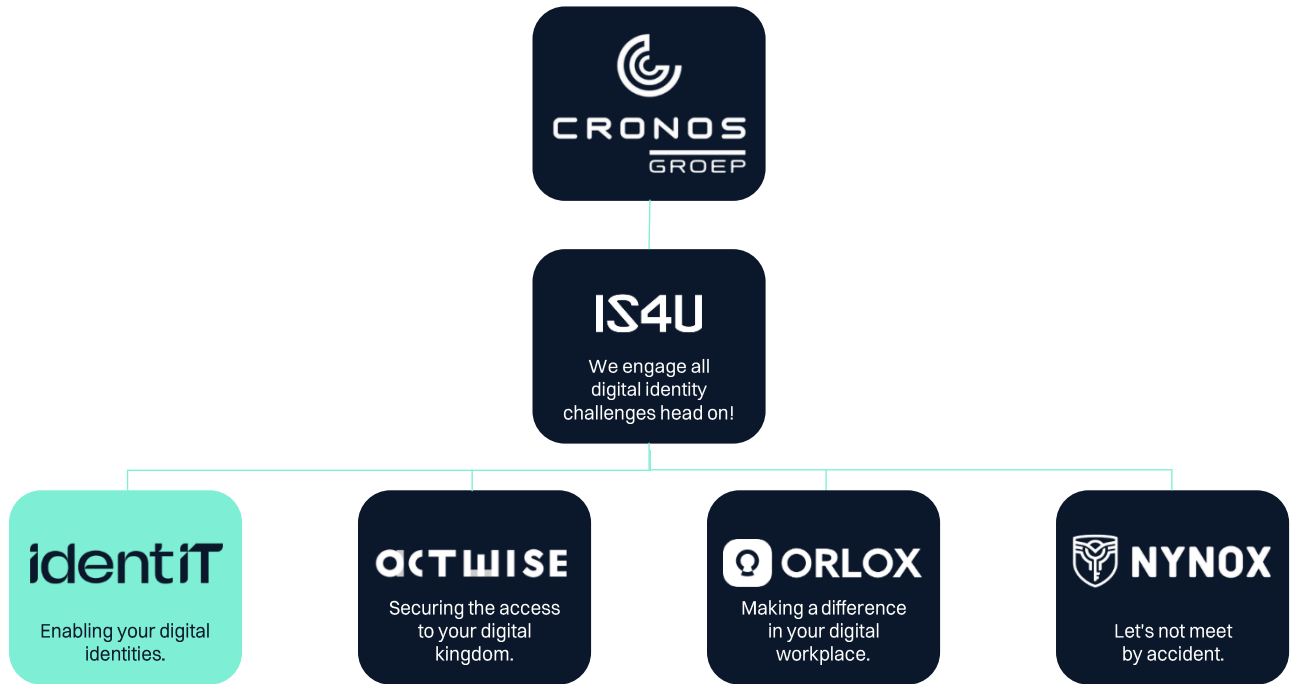 CRONOS
GROEP
IS4U
We engage all
digital identity
challenges head on!
identiT
Enabling your digital
identities.
ACTWISE
Securing the access
to your digital
kingdom.
ORLOX
Making a difference
in your digital
workplace.
NYNOX
Let's not meet
by accident.